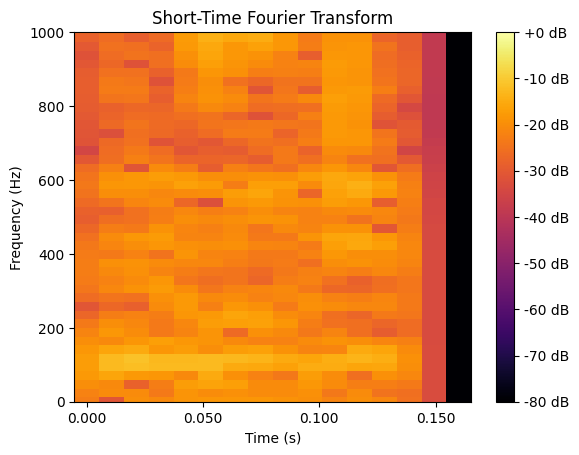 Short-Time Fourier Transform
1000
800
600
400
200
0
Frequency (Hz)
0.000
0.050
0.100
0.150
Time (s)
+0 dB
-10 dB
-20 dB
-30 dB
-40 dB
-50 dB
-60 dB
-70 dB
-80 dB